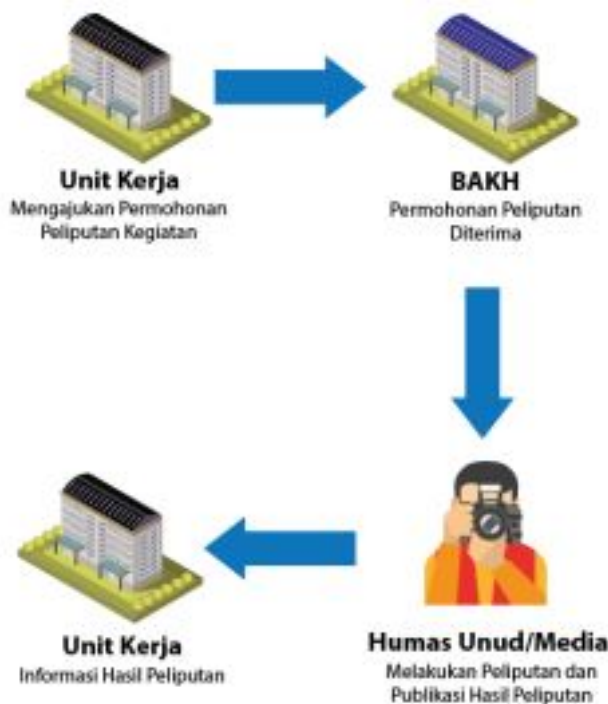 Unit Kerja
Mengajukan Permohonan
Peliputan Kegiatan
BAKH
Permohonan Peliputan
Diterima
Humas Unud/Media
Melakukan Peliputan dan
Publikasi Hasil Peliputan
Unit Kerja
Informasi Hasil Peliputan